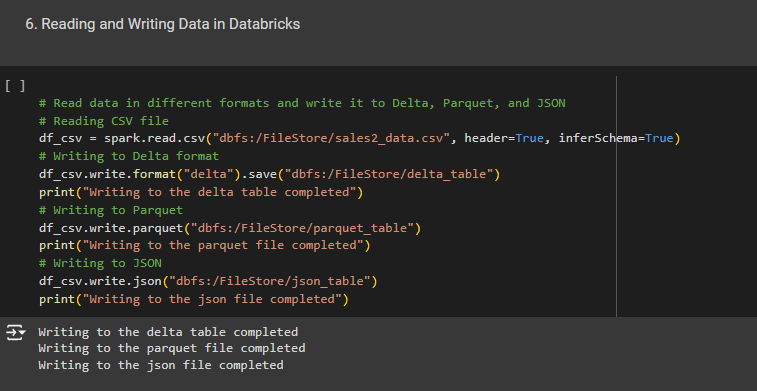 6. Reading and Writing Data in Databricks
[ ]
# Read data in different formats and write it to Delta, Parquet, and JSON
# Reading CSV file
df_csv = spark.read.csv("dbfs:/FileStore/sales2_data.csv", header=True, inferSchema=True)
# Writing to Delta format
df_csv.write.format("delta").save("dbfs:/FileStore/delta_table")
print("Writing to the delta table completed")
# Writing to Parquet
df_csv.write.parquet("dbfs:/FileStore/parquet_table")
print("Writing to the parquet file completed")
# Writing to JSON
df_csv.write.json("dbfs:/FileStore/json_table")
print("Writing to the json file completed")
Writing to the delta table completed
Writing to the parquet file completed
Writing to the json file completed